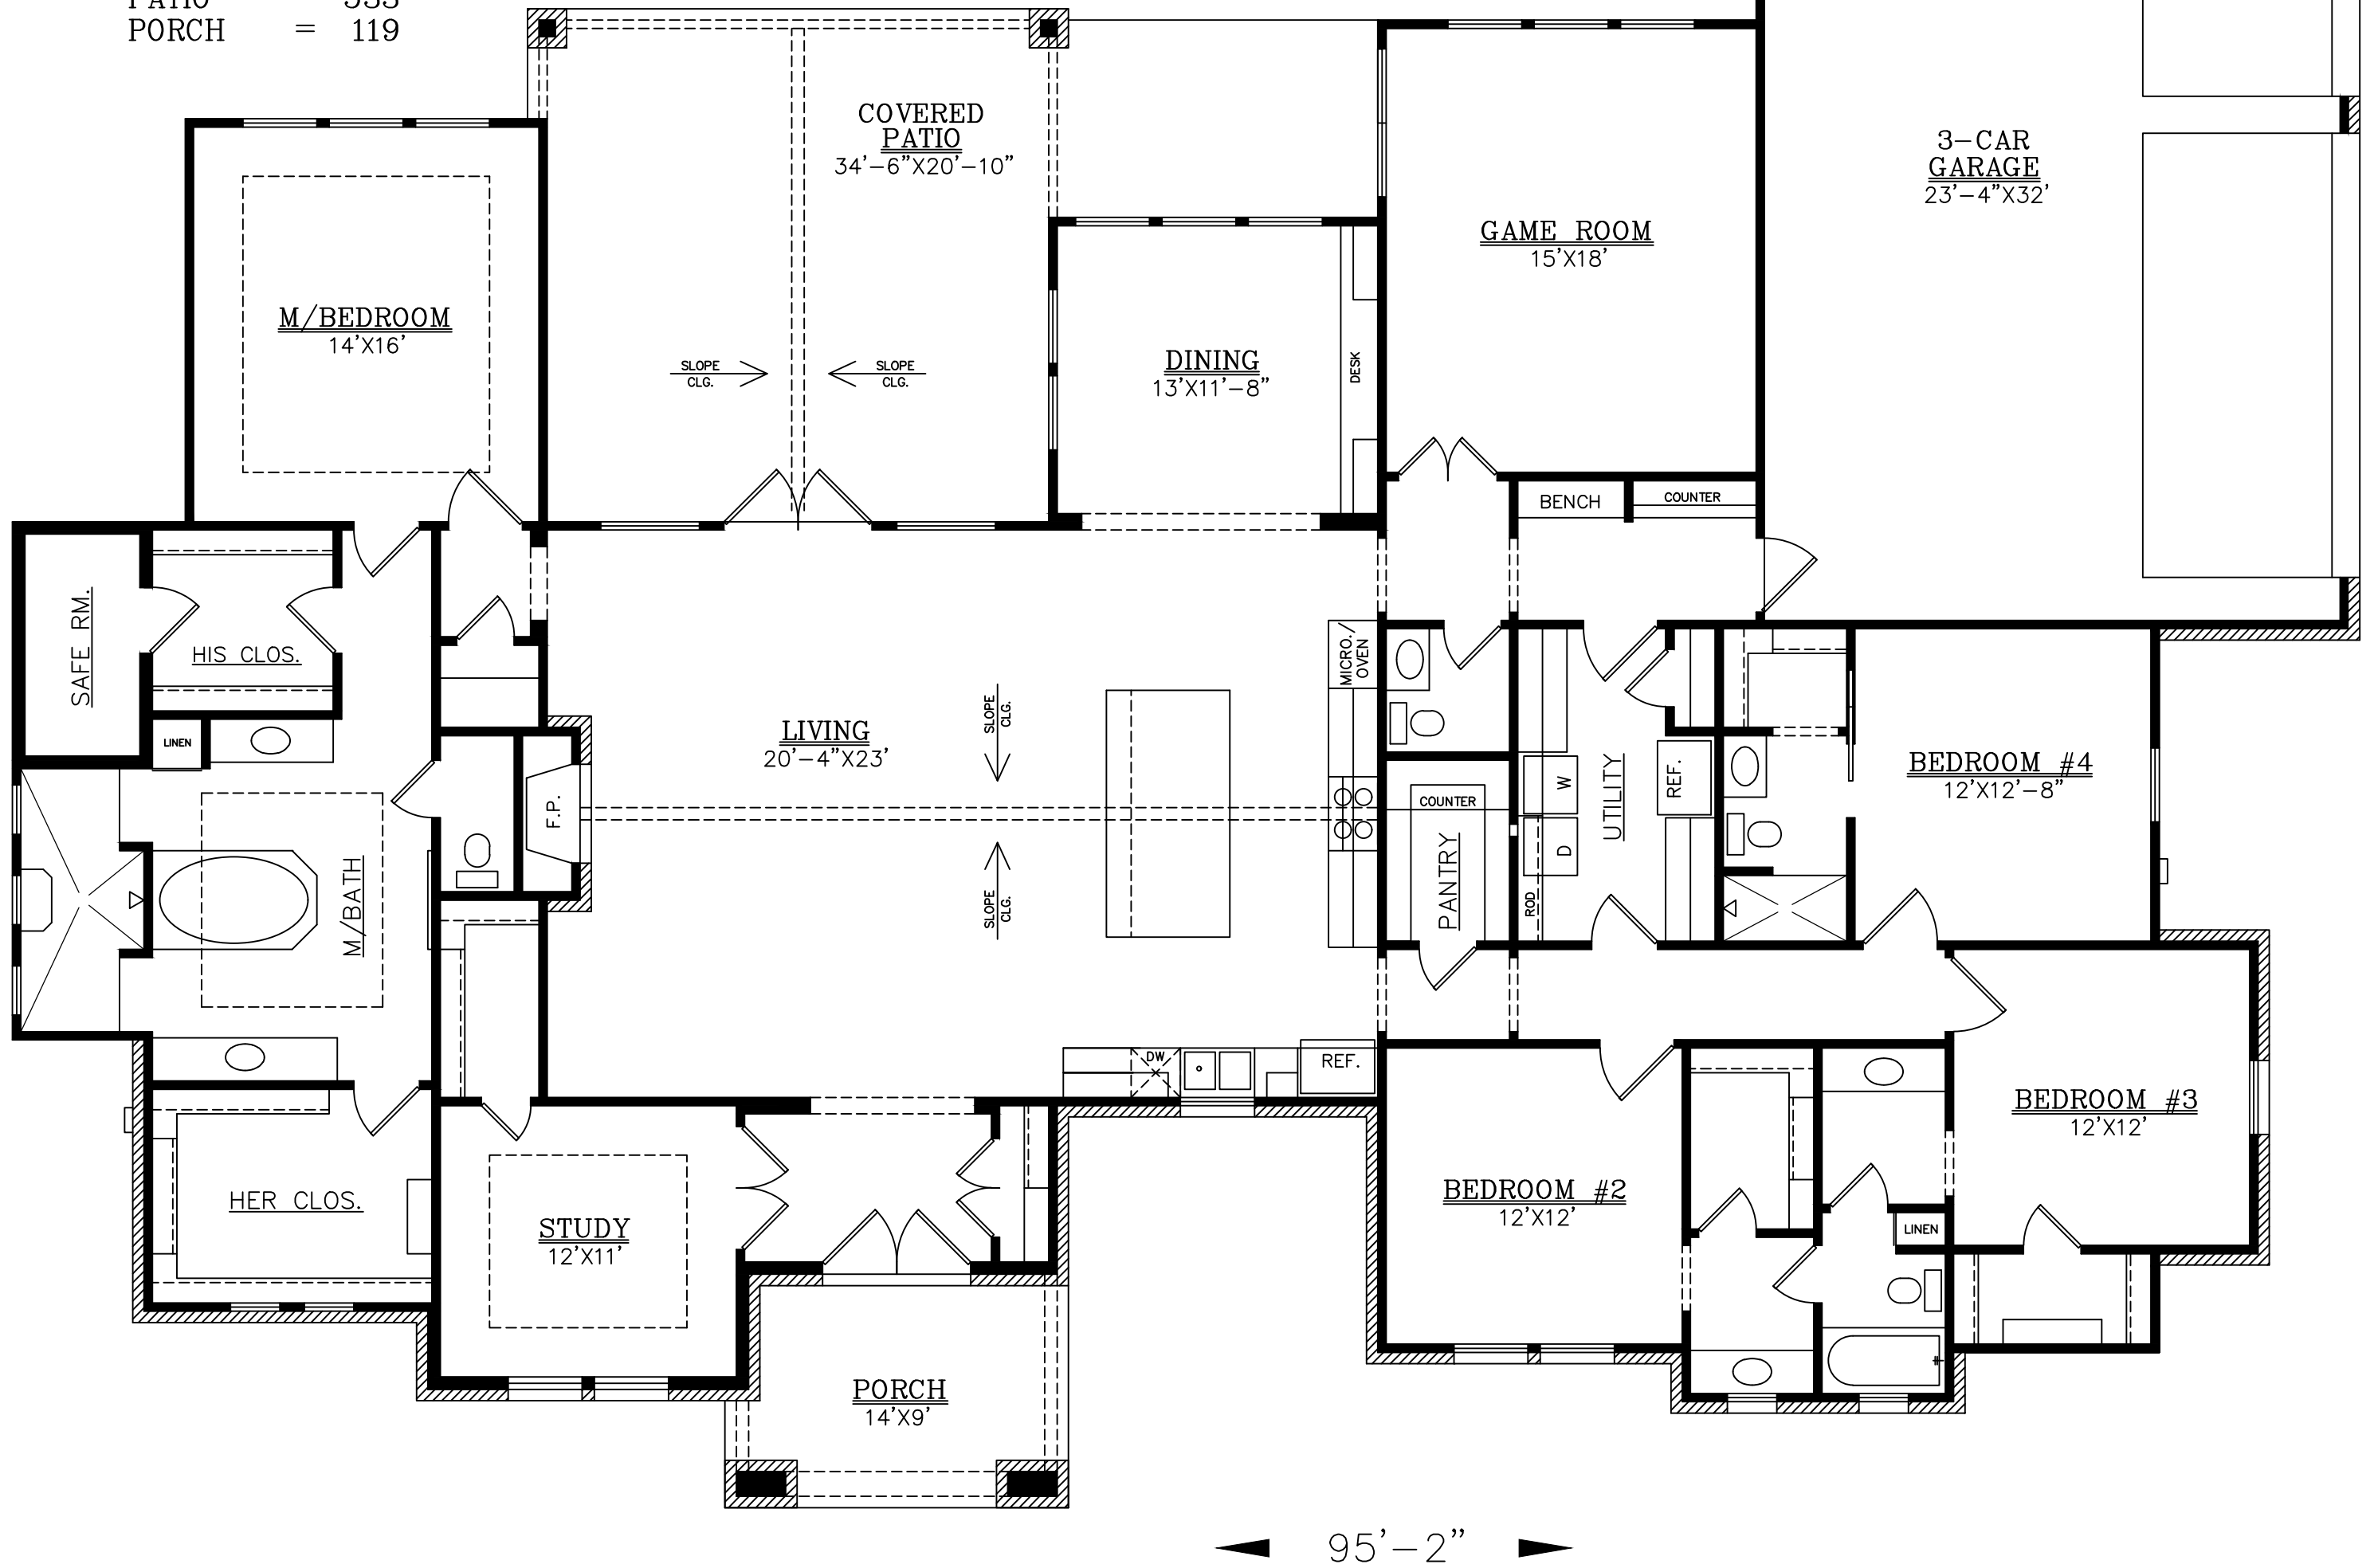 PORCH = 119
COVERED
PATIO
34'-6"X20'-10"
3-CAR
GARAGE
23'-4"X32'
GAME ROOM
15'X18'
M/BEDROOM
14'X16'
DINING
13'X11'-8"
DESK
SLOPE
CLG.
SLOPE
CLG.
BENCH
COUNTER
SAFE RM.
HIS CLOS.
LINEN
MICRO./
OVEN
LIVING
20'-4"X23'
SLOPE
CLG.
SLOPE
CLG.
F.P.
M/BATH
COUNTER
PANTRY
W
D
ROD
UTILITY
REF.
BEDROOM #4
12'X12'-8"
DW
REF.
BEDROOM #3
12'X12'
BEDROOM #2
12'X12'
LINEN
HER CLOS.
STUDY
12'X11'
PORCH
14'X9'
95'-2"